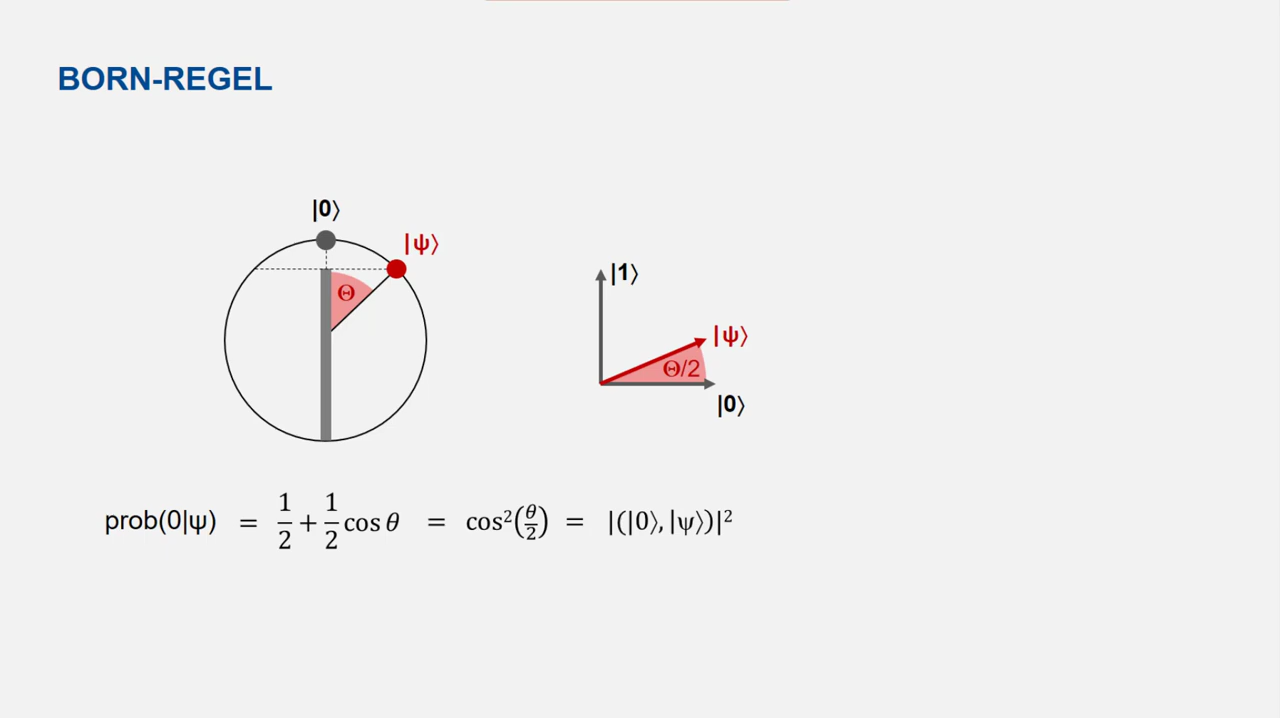 BORN-REGEL
|0⟩
|ψ⟩
Θ
|1⟩
|ψ⟩
Θ/2
|0⟩
prob(0|ψ) = 1/2 + 1/2 cos θ = cos²(θ/2) = |(|0⟩, |ψ⟩)|²